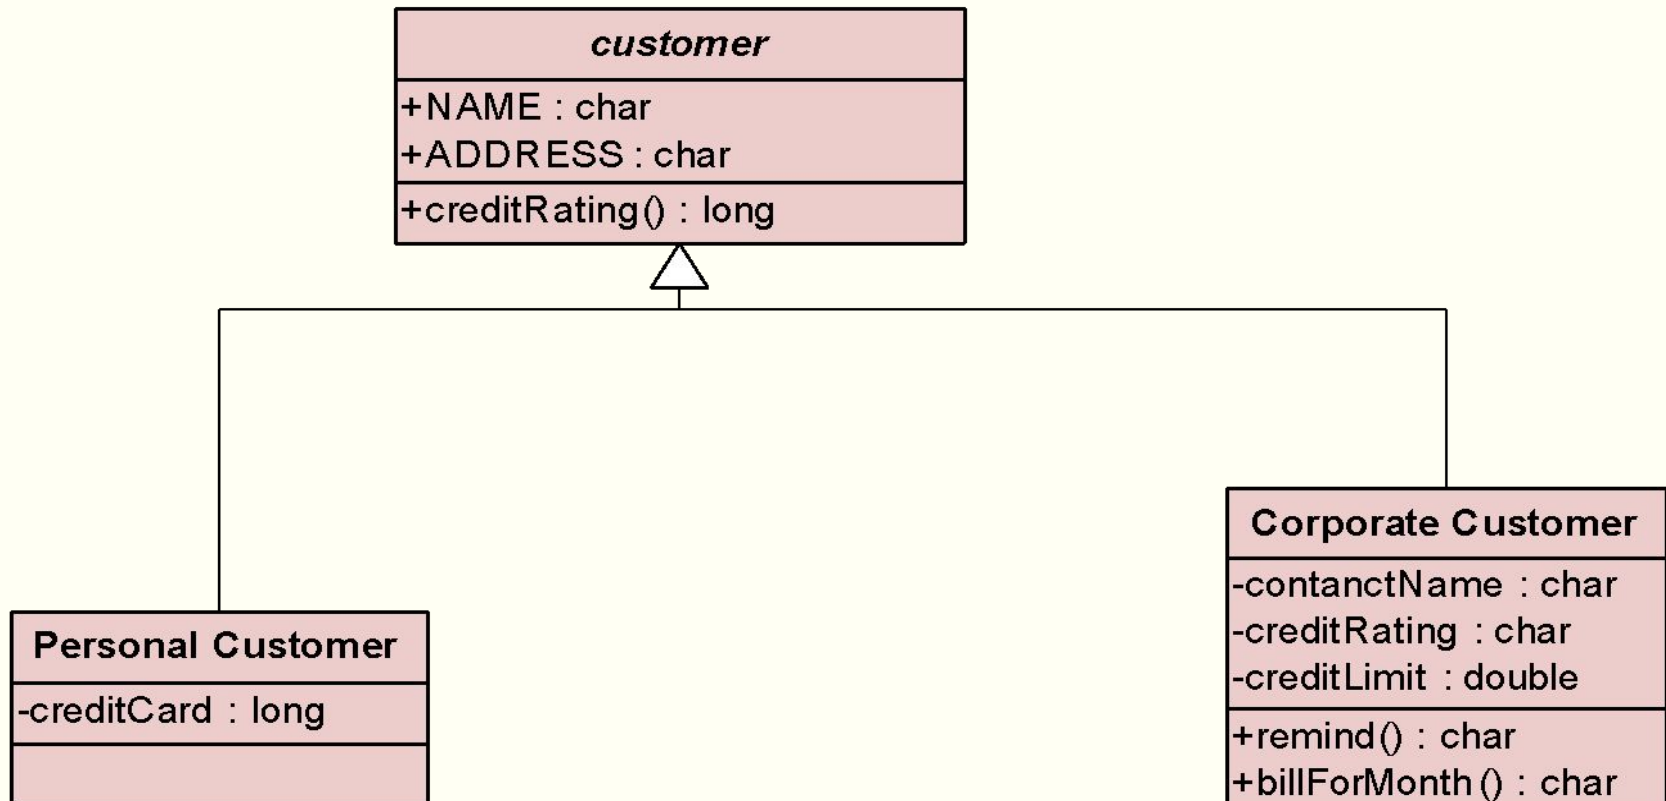 customer
+NAME : char
+ADDRESS : char
+creditRating() : long
Personal Customer
-creditCard : long
Corporate Customer
-contanctName : char
-creditRating : char
-creditLimit : double
+remind() : char
+billForMonth() : char